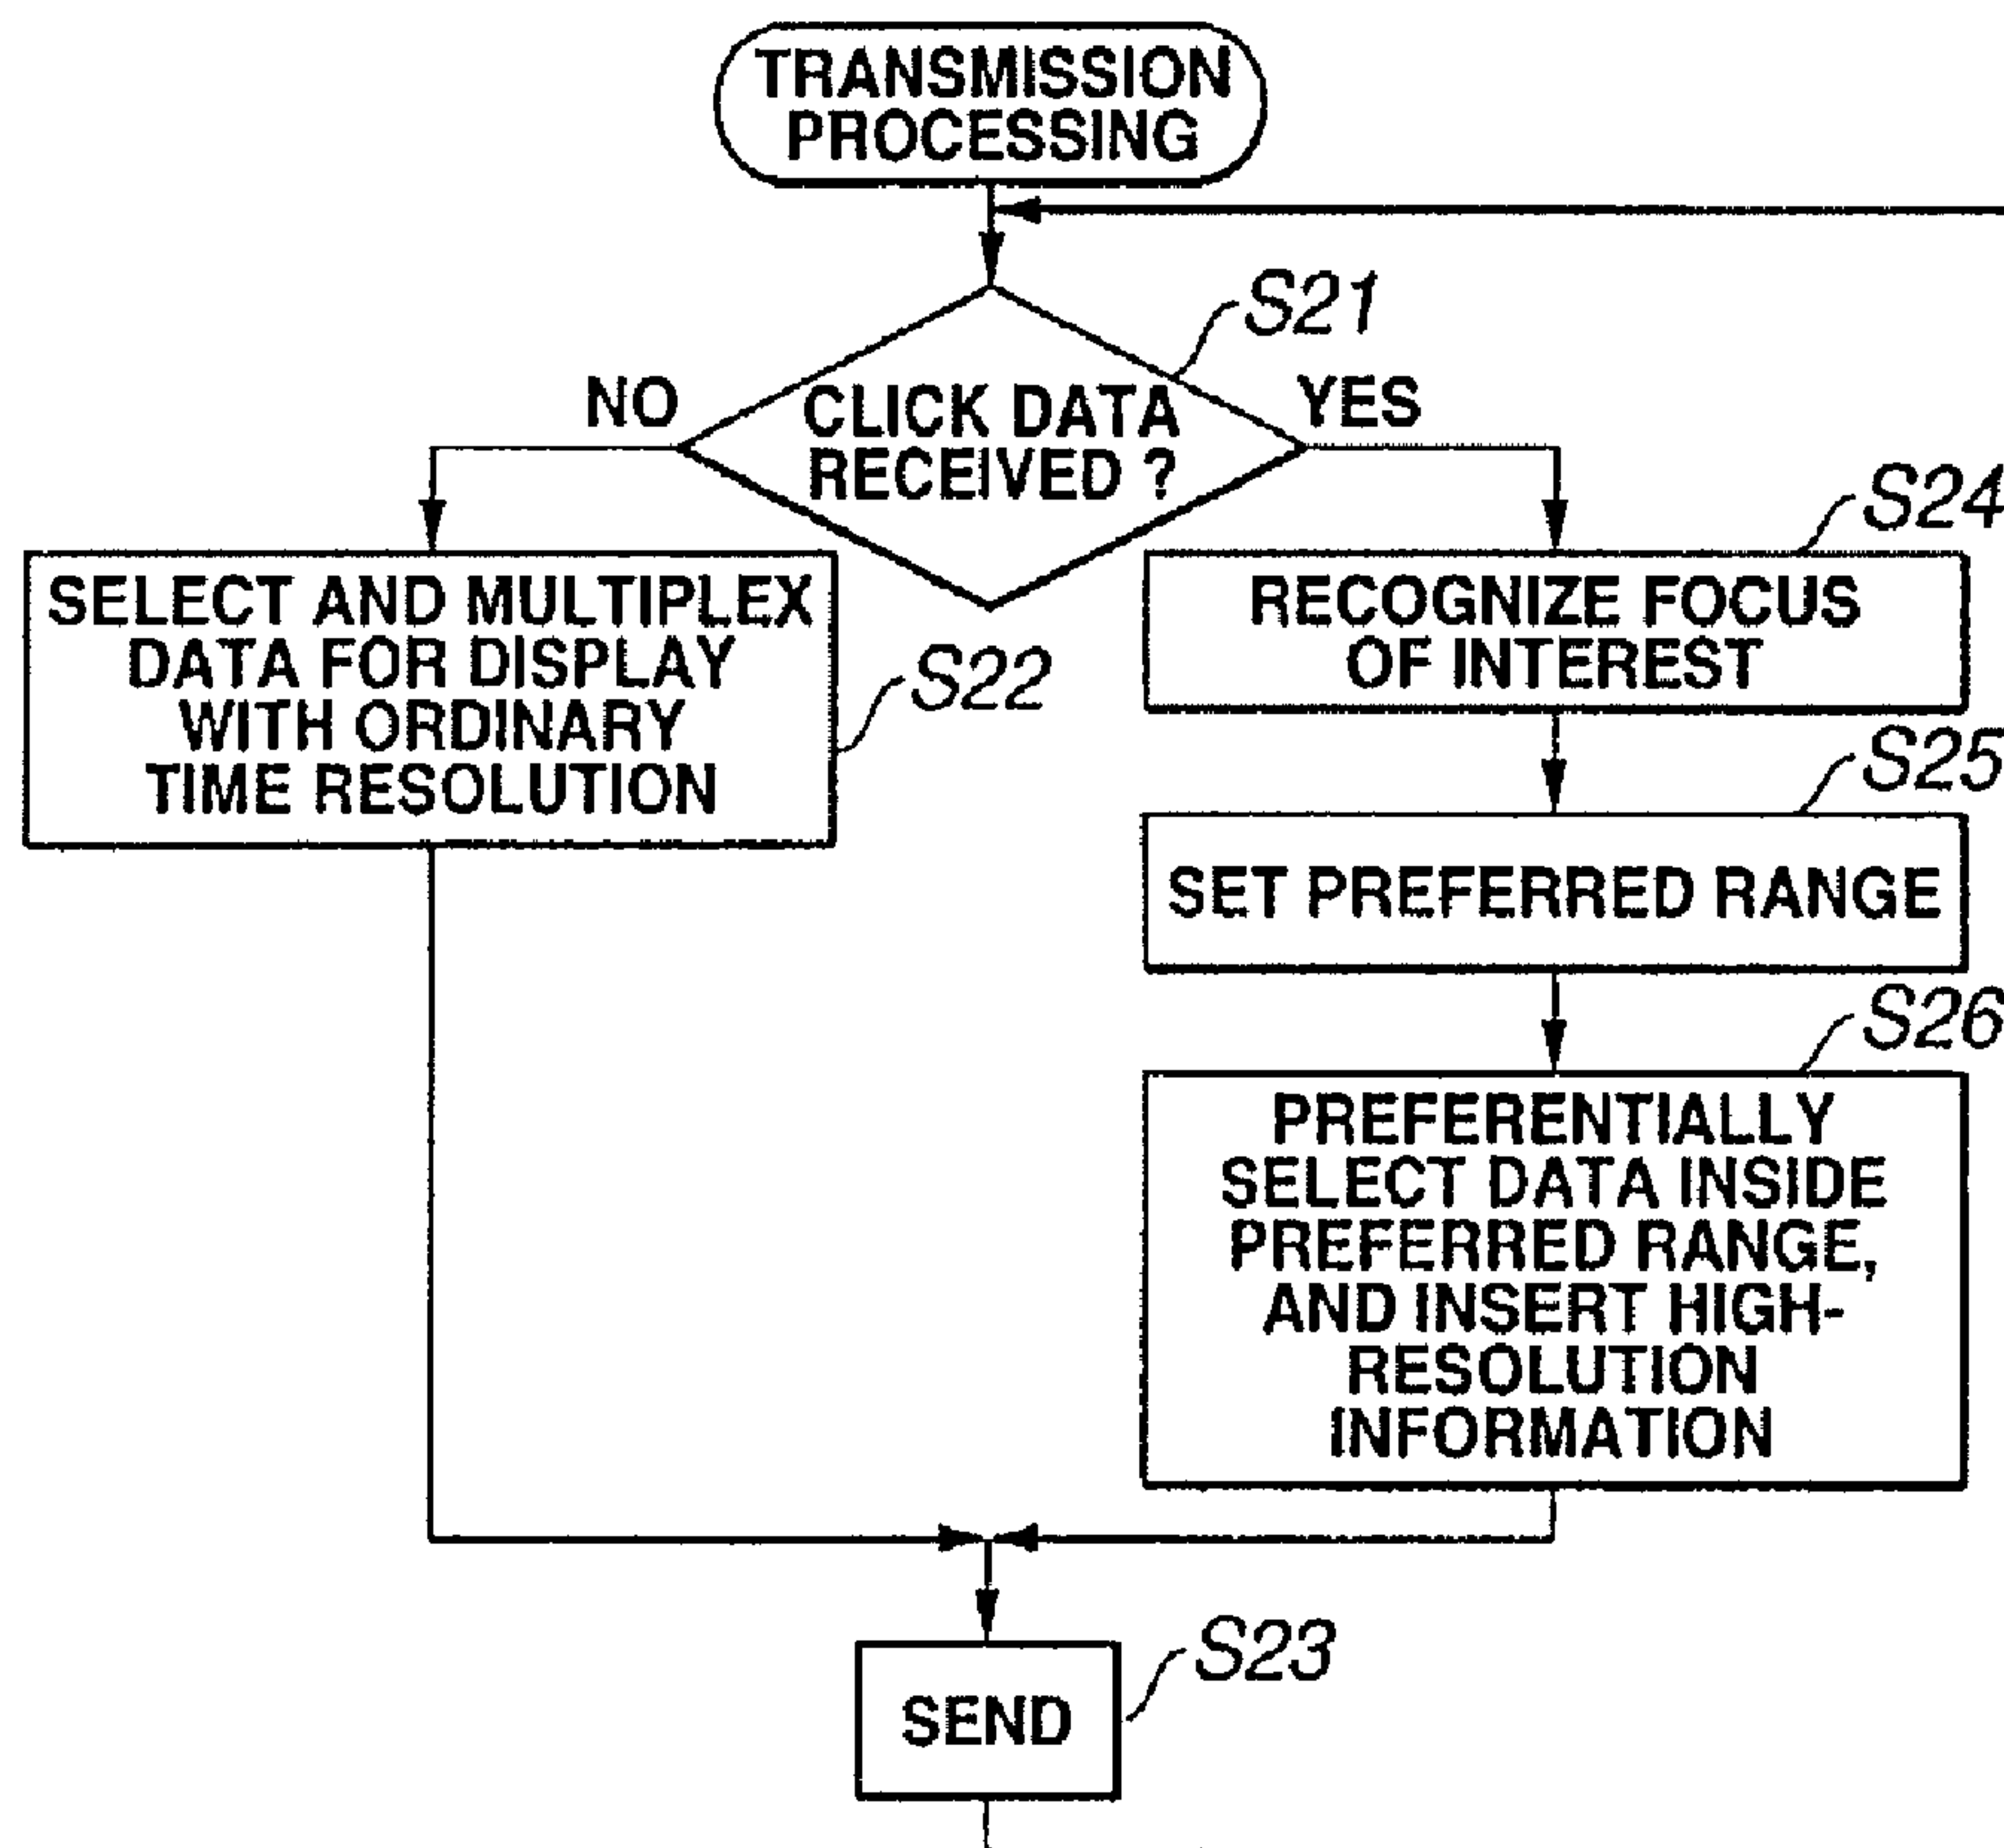 TRANSMISSION
PROCESSING
S21
NO
CLICK DATA
RECEIVED ?
YES
SELECT AND MULTIPLEX
DATA FOR DISPLAY
WITH ORDINARY
TIME RESOLUTION
S22
S24
RECOGNIZE FOCUS
OF INTEREST
S25
SET PREFERRED RANGE
S26
PREFERENTIALLY
SELECT DATA INSIDE
PREFERRED RANGE,
AND INSERT HIGH-
RESOLUTION
INFORMATION
S23
SEND